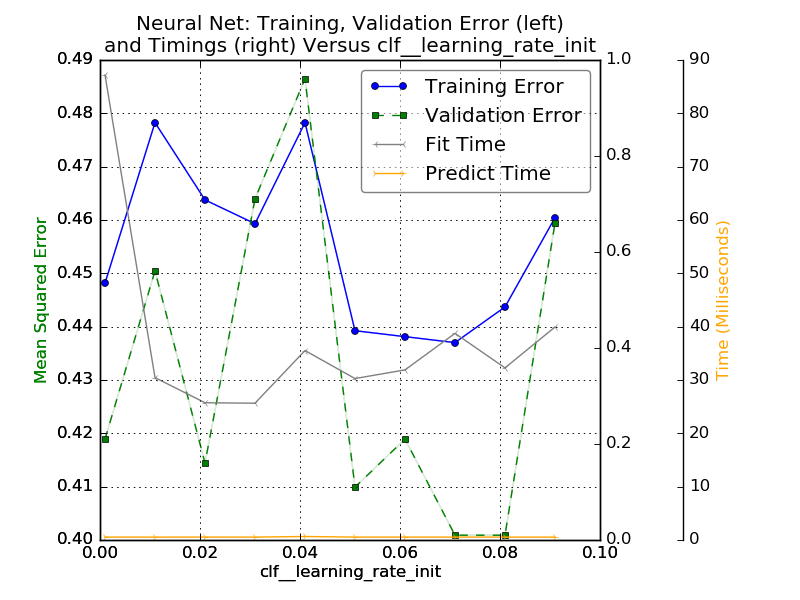 Neural Net: Training, Validation Error (left)
and Timings (right) Versus clf__learning_rate_init
Training Error
Validation Error
Fit Time
Predict Time
Mean Squared Error
0.49
0.48
0.47
0.46
0.45
0.44
0.43
0.42
0.41
0.40
0.00 0.02 0.04 0.06 0.08 0.10
clf__learning_rate_init
1.0
0.8
0.6
0.4
0.2
0.0
90
80
70
60
50
40
30
20
10
0
Time (Milliseconds)